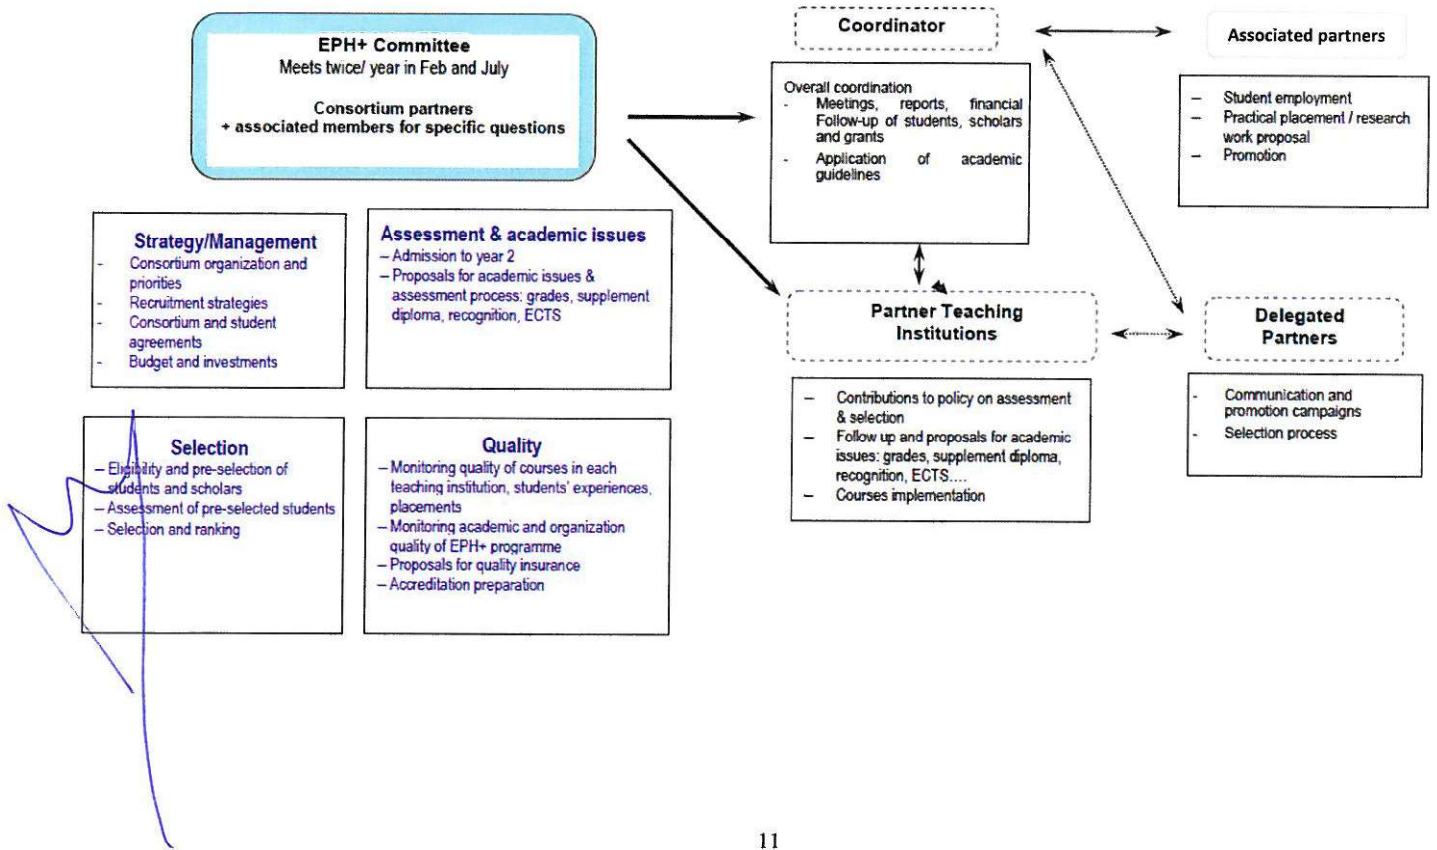 EPH+ Committee
Meets twice/ year in Feb and July
Consortium partners
+ associated members for specific questions
Strategy/Management
- Consortium organization and
priorities
- Recruitment strategies
- Consortium and student
agreements
- Budget and investments
Assessment & academic issues
– Admission to year 2
– Proposals for academic issues &
assessment process: grades, supplement
diploma, recognition, ECTS
Selection
– Eligibility and pre-selection of
students and scholars
– Assessment of pre-selected students
– Selection and ranking
Quality
– Monitoring quality of courses in each
teaching institution, students' experiences,
placements
– Monitoring academic and organization
quality of EPH+ programme
– Proposals for quality insurance
– Accreditation preparation
Coordinator
Overall coordination
- Meetings, reports, financial
Follow-up of students, scholars
and grants
- Application of academic
guidelines
Associated partners
– Student employment
– Practical placement / research
work proposal
– Promotion
Partner Teaching
Institutions
– Contributions to policy on assessment
& selection
– Follow up and proposals for academic
issues: grades, supplement diploma,
recognition, ECTS....
– Courses implementation
Delegated
Partners
- Communication and
promotion campaigns
- Selection process
11